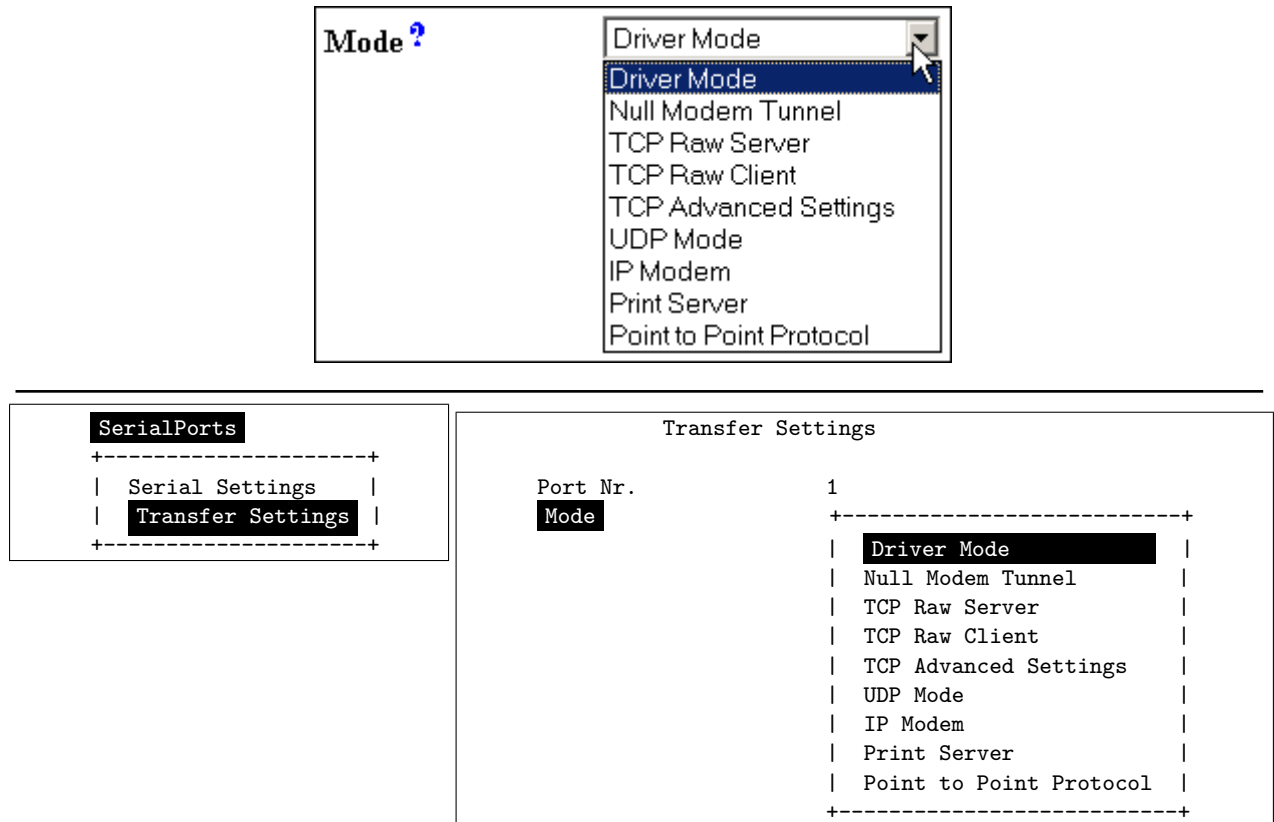 Mode? Driver Mode
Driver Mode
Null Modem Tunnel
TCP Raw Server
TCP Raw Client
TCP Advanced Settings
UDP Mode
IP Modem
Print Server
Point to Point Protocol
SerialPorts
+---------------------+
| Serial Settings |
| Transfer Settings |
+---------------------+
Transfer Settings
Port Nr. 1
Mode +---------------------------+
| Driver Mode |
| Null Modem Tunnel |
| TCP Raw Server |
| TCP Raw Client |
| TCP Advanced Settings |
| UDP Mode |
| IP Modem |
| Print Server |
| Point to Point Protocol |
+---------------------------+